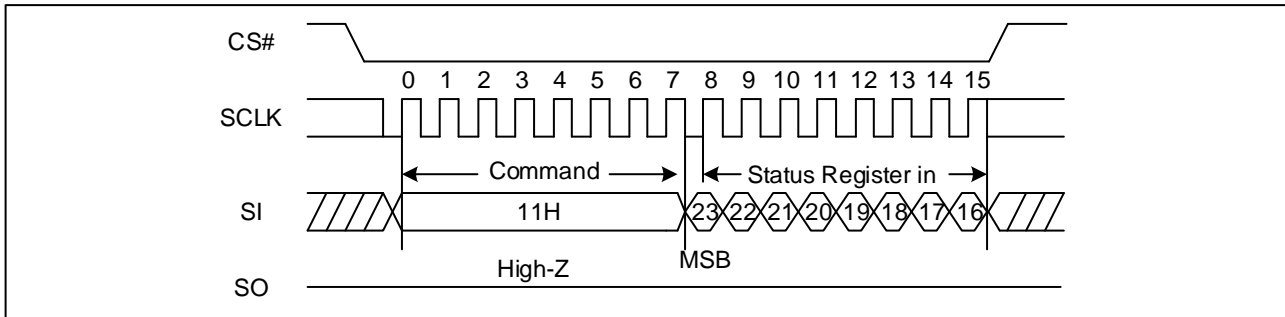 CS#
0 1 2 3 4 5 6 7 8 9 10 11 12 13 14 15
SCLK
Command Status Register in
SI 11H 23 22 21 20 19 18 17 16
High-Z MSB
SO